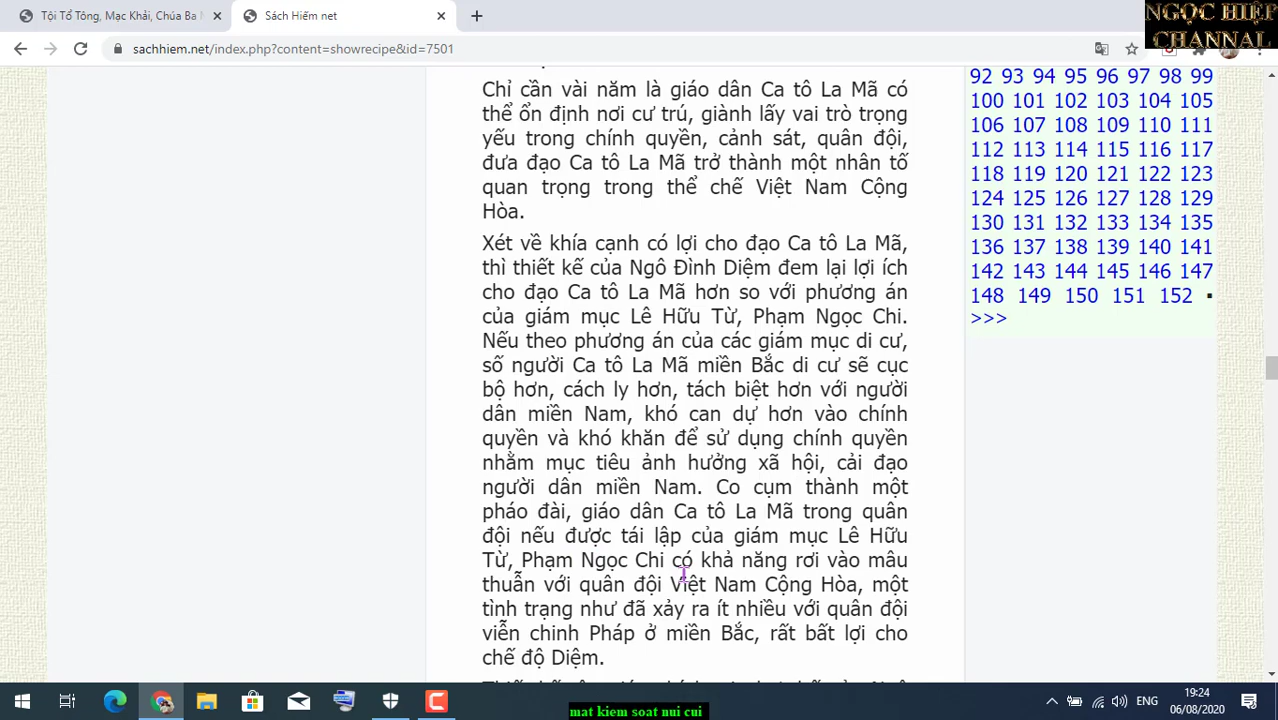 Tội Tổ Tông, Mạc Khải, Chúa Ba
Sách Hiếm net
NGỌC HIỆP
CHANNAL
sachhiem.net/index.php?content=showrecipe&id=7501
Chỉ cần vài năm là giáo dân Ca tô La Mã có
thể ổn định nơi cư trú, giành lấy vai trò trọng
yếu trong chính quyền, cảnh sát, quân đội,
đưa đạo Ca tô La Mã trở thành một nhân tố
quan trọng trong thể chế Việt Nam Cộng
Hòa.
Xét về khía cạnh có lợi cho đạo Ca tô La Mã,
thì thiết kế của Ngô Đình Diệm đem lại lợi ích
cho đạo Ca tô La Mã hơn so với phương án
của giám mục Lê Hữu Từ, Phạm Ngọc Chi.
Nếu theo phương án của các giám mục di cư,
số người Ca tô La Mã miền Bắc di cư sẽ cục
bộ hơn, cách ly hơn, tách biệt hơn với người
dân miền Nam, khó can dự hơn vào chính
quyền và khó khăn để sử dụng chính quyền
nhằm mục tiêu ảnh hưởng xã hội, cải đạo
người dân miền Nam. Co cụm thành một
pháo đài, giáo dân Ca tô La Mã trong quân
đội nếu được tái lập của giám mục Lê Hữu
Từ, Phạm Ngọc Chi có khả năng rơi vào mâu
thuẫn với quân đội Việt Nam Cộng Hòa, một
tình trạng như đã xảy ra ít nhiều với quân đội
viễn chinh Pháp ở miền Bắc, rất bất lợi cho
chế độ Diệm.
92 93 94 95 96 97 98 99
100 101 102 103 104 105
106 107 108 109 110 111
112 113 114 115 116 117
118 119 120 121 122 123
124 125 126 127 128 129
130 131 132 133 134 135
136 137 138 139 140 141
142 143 144 145 146 147
148 149 150 151 152 ▪
>>>
ENG
19:24
06/08/2020
mat kiem soat nui cui